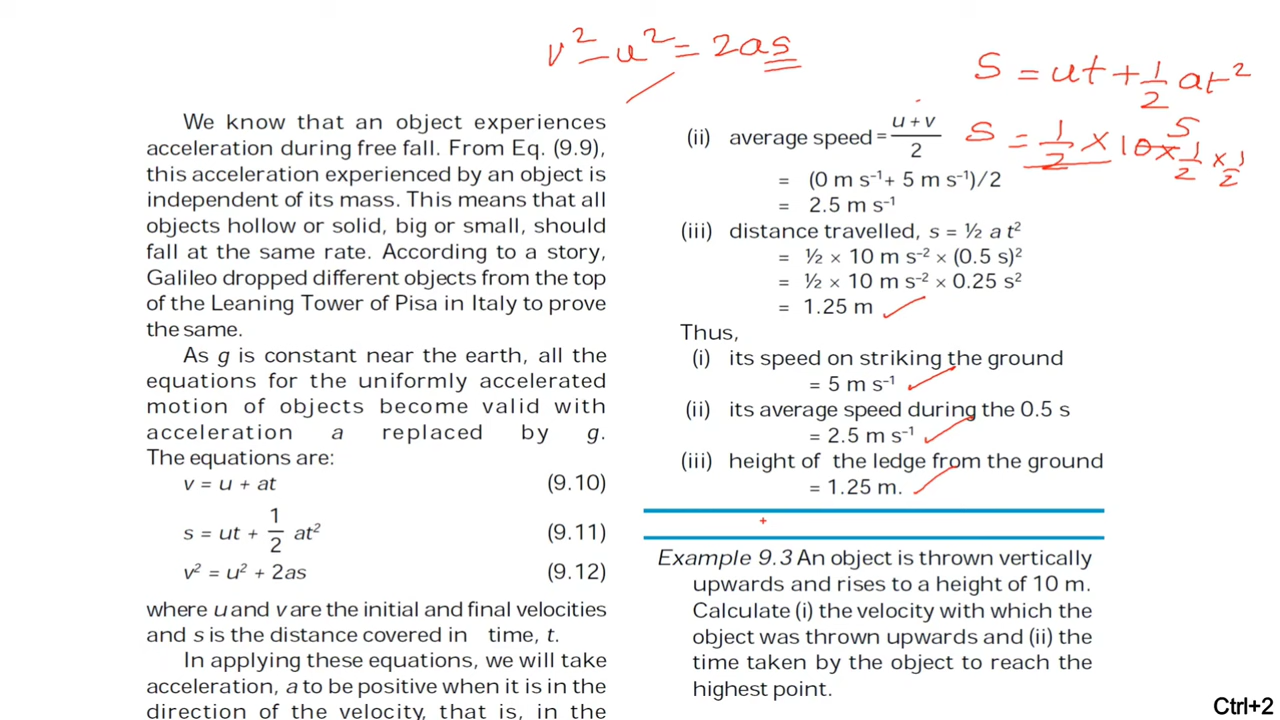 v² - u² = 2as
s = ut + 1/2 at²
s = 1/2 × 10 × 1/2 × 1/2
5
We know that an object experiences
acceleration during free fall. From Eq. (9.9),
this acceleration experienced by an object is
independent of its mass. This means that all
objects hollow or solid, big or small, should
fall at the same rate. According to a story,
Galileo dropped different objects from the top
of the Leaning Tower of Pisa in Italy to prove
the same.
As g is constant near the earth, all the
equations for the uniformly accelerated
motion of objects become valid with
acceleration a replaced by g.
The equations are:
v = u + at (9.10)
s = ut + 1/2 at² (9.11)
v² = u² + 2as (9.12)
where u and v are the initial and final velocities
and s is the distance covered in time, t.
In applying these equations, we will take
acceleration, a to be positive when it is in the
direction of the velocity, that is, in the
(ii) average speed = u + v / 2
= (0 m s⁻¹+ 5 m s⁻¹)/2
= 2.5 m s⁻¹
(iii) distance travelled, s = ½ a t²
= ½ × 10 m s⁻² × (0.5 s)²
= ½ × 10 m s⁻² × 0.25 s²
= 1.25 m
Thus,
(i) its speed on striking the ground
= 5 m s⁻¹
(ii) its average speed during the 0.5 s
= 2.5 m s⁻¹
(iii) height of the ledge from the ground
= 1.25 m.
Example 9.3 An object is thrown vertically
upwards and rises to a height of 10 m.
Calculate (i) the velocity with which the
object was thrown upwards and (ii) the
time taken by the object to reach the
highest point.
Ctrl+2